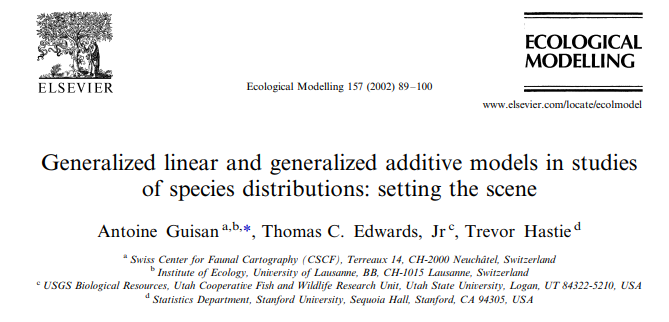 ELSEVIER
Ecological Modelling 157 (2002) 89–100
ECOLOGICAL
MODELLING
www.elsevier.com/locate/ecolmodel
Generalized linear and generalized additive models in studies
of species distributions: setting the scene
Antoine Guisan a,b,*, Thomas C. Edwards, Jr c, Trevor Hastie d
a Swiss Center for Faunal Cartography (CSCF), Terreaux 14, CH-2000 Neuchâtel, Switzerland
b Institute of Ecology, University of Lausanne, BB, CH-1015 Lausanne, Switzerland
c USGS Biological Resources, Utah Cooperative Fish and Wildlife Research Unit, Utah State University, Logan, UT 84322-5210, USA
d Statistics Department, Stanford University, Sequoia Hall, Stanford, CA 94305, USA